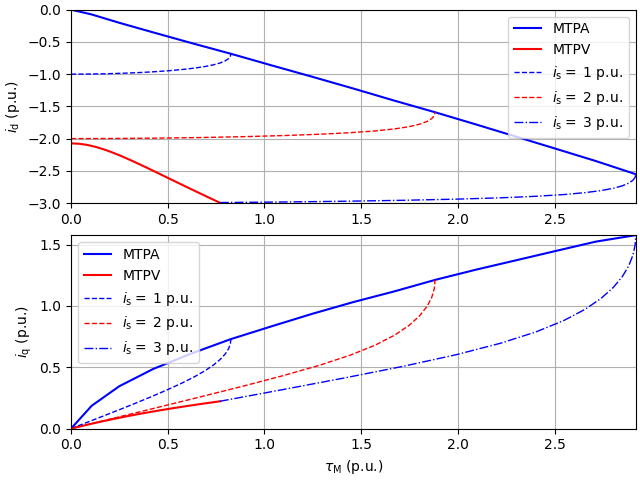 0.0
−0.5
−1.0
−1.5
−2.0
−2.5
−3.0
i_d (p.u.)
MTPA
MTPV
i_s = 1 p.u.
i_s = 2 p.u.
i_s = 3 p.u.
0.0 0.5 1.0 1.5 2.0 2.5
1.5
1.0
0.5
0.0
i_q (p.u.)
MTPA
MTPV
i_s = 1 p.u.
i_s = 2 p.u.
i_s = 3 p.u.
0.0 0.5 1.0 1.5 2.0 2.5
τ_M (p.u.)